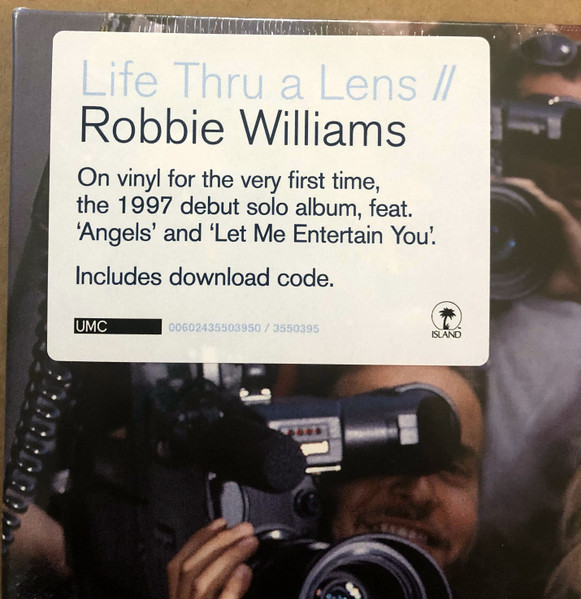 Life Thru a Lens //
Robbie Williams
On vinyl for the very first time,
the 1997 debut solo album, feat.
‘Angels’ and ‘Let Me Entertain You’.
Includes download code.
UMC 00602435503950 / 3550395
ISLAND